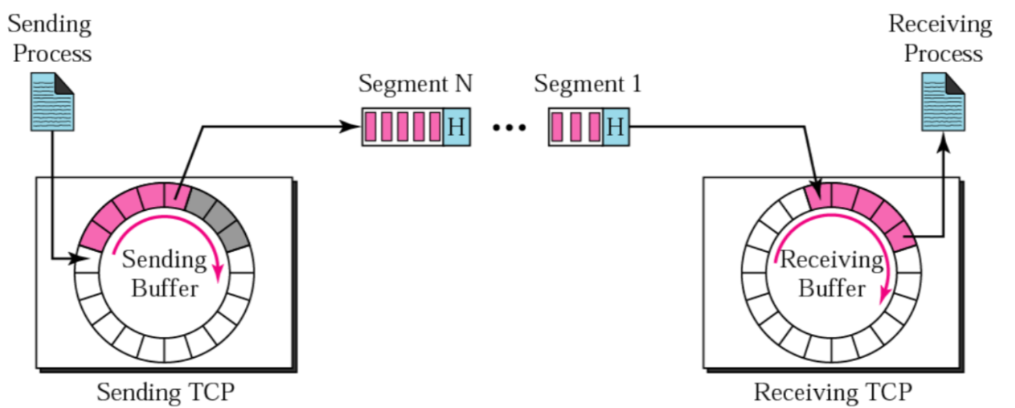 Sending
Process
Receiving
Process
Segment N
Segment 1
H
H
Sending
Buffer
Receiving
Buffer
Sending TCP
Receiving TCP